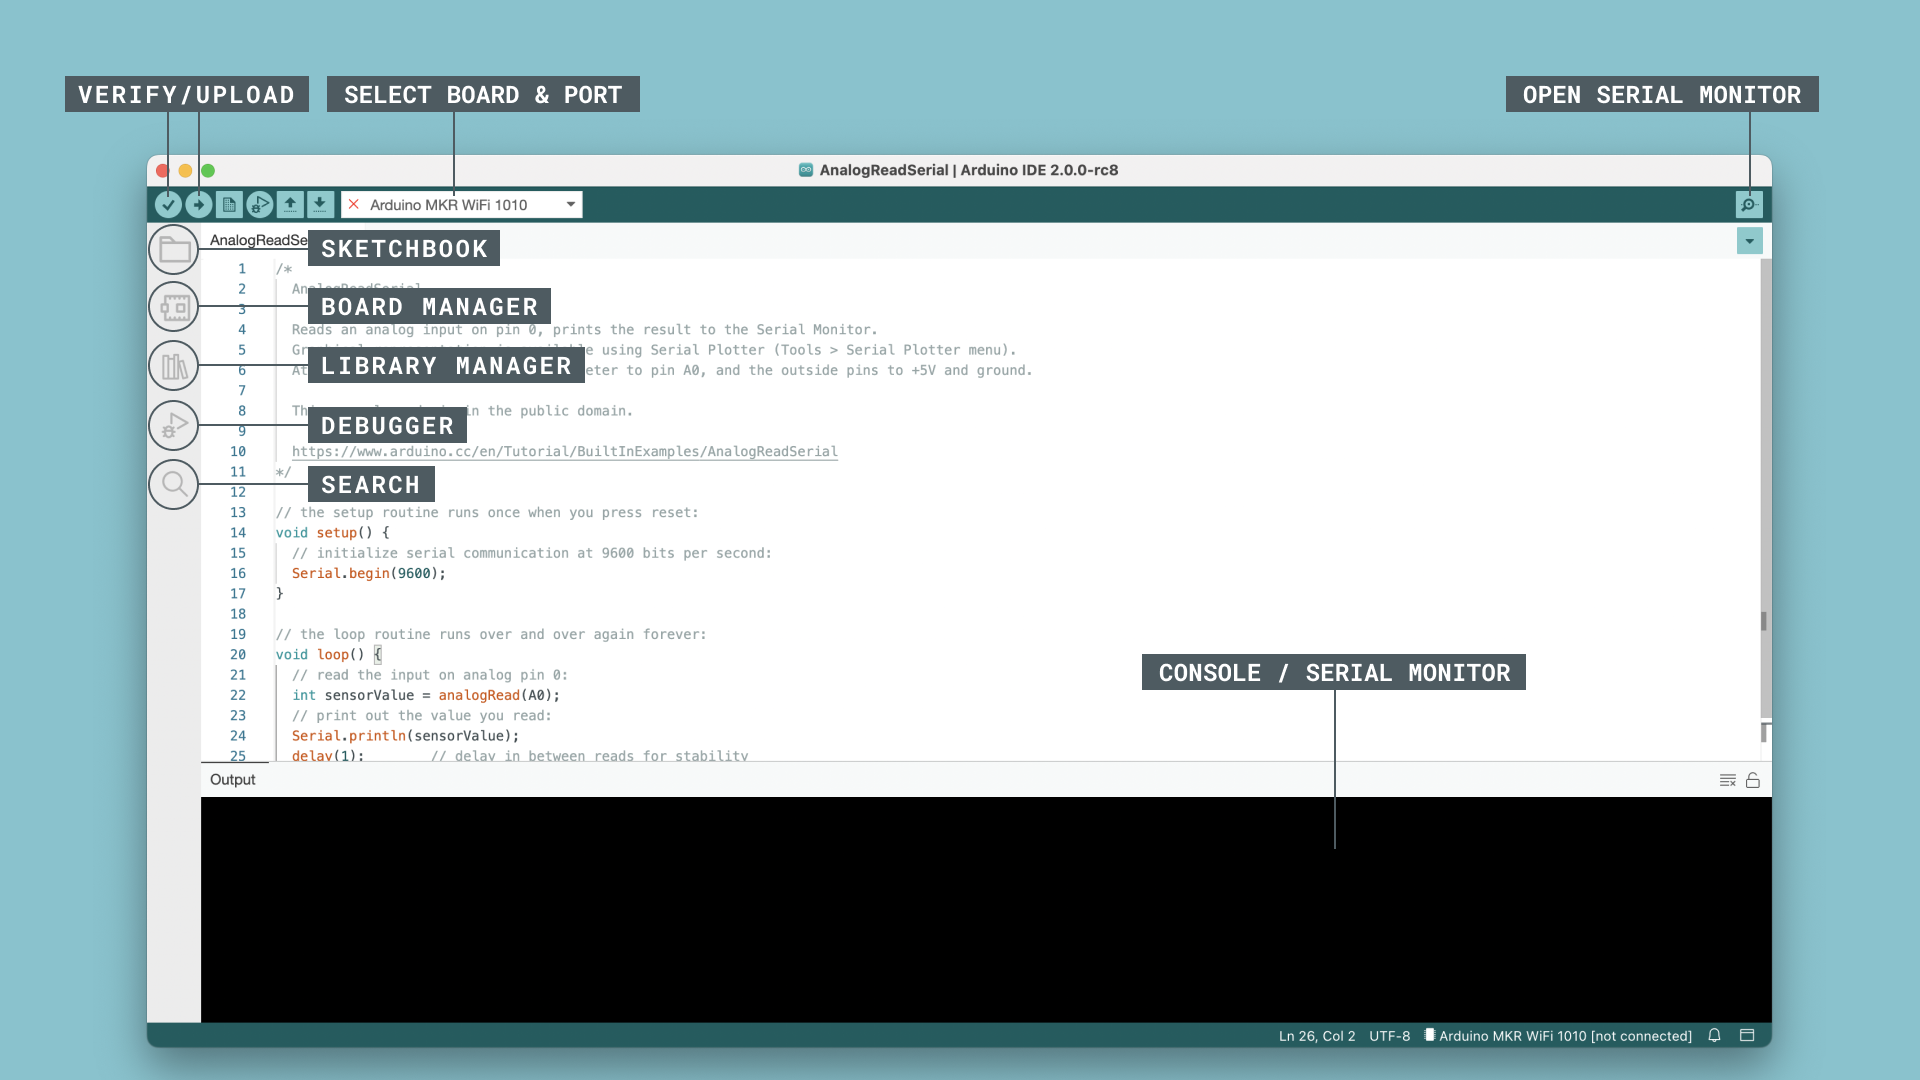 VERIFY/UPLOAD
SELECT BOARD & PORT
OPEN SERIAL MONITOR
AnalogReadSerial | Arduino IDE 2.0.0-rc8
Arduino MKR WiFi 1010
AnalogReadSe
SKETCHBOOK
1 /*
2 AnalogReadSerial
3
BOARD MANAGER
4 Reads an analog input on pin 0, prints the result to the Serial Monitor.
5 using Serial Plotter (Tools > Serial Plotter menu).
LIBRARY MANAGER
6 to pin A0, and the outside pins to +5V and ground.
7
8 in the public domain.
DEBUGGER
9
10 https://www.arduino.cc/en/Tutorial/BuiltInExamples/AnalogReadSerial
11 */
SEARCH
12
13 // the setup routine runs once when you press reset:
14 void setup() {
15 // initialize serial communication at 9600 bits per second:
16 Serial.begin(9600);
17 }
18
19 // the loop routine runs over and over again forever:
20 void loop() {
21 // read the input on analog pin 0:
22 int sensorValue = analogRead(A0);
23 // print out the value you read:
24 Serial.println(sensorValue);
25 delay(1); // delay in between reads for stability
CONSOLE / SERIAL MONITOR
Output
Ln 26, Col 2 UTF-8 Arduino MKR WiFi 1010 [not connected]